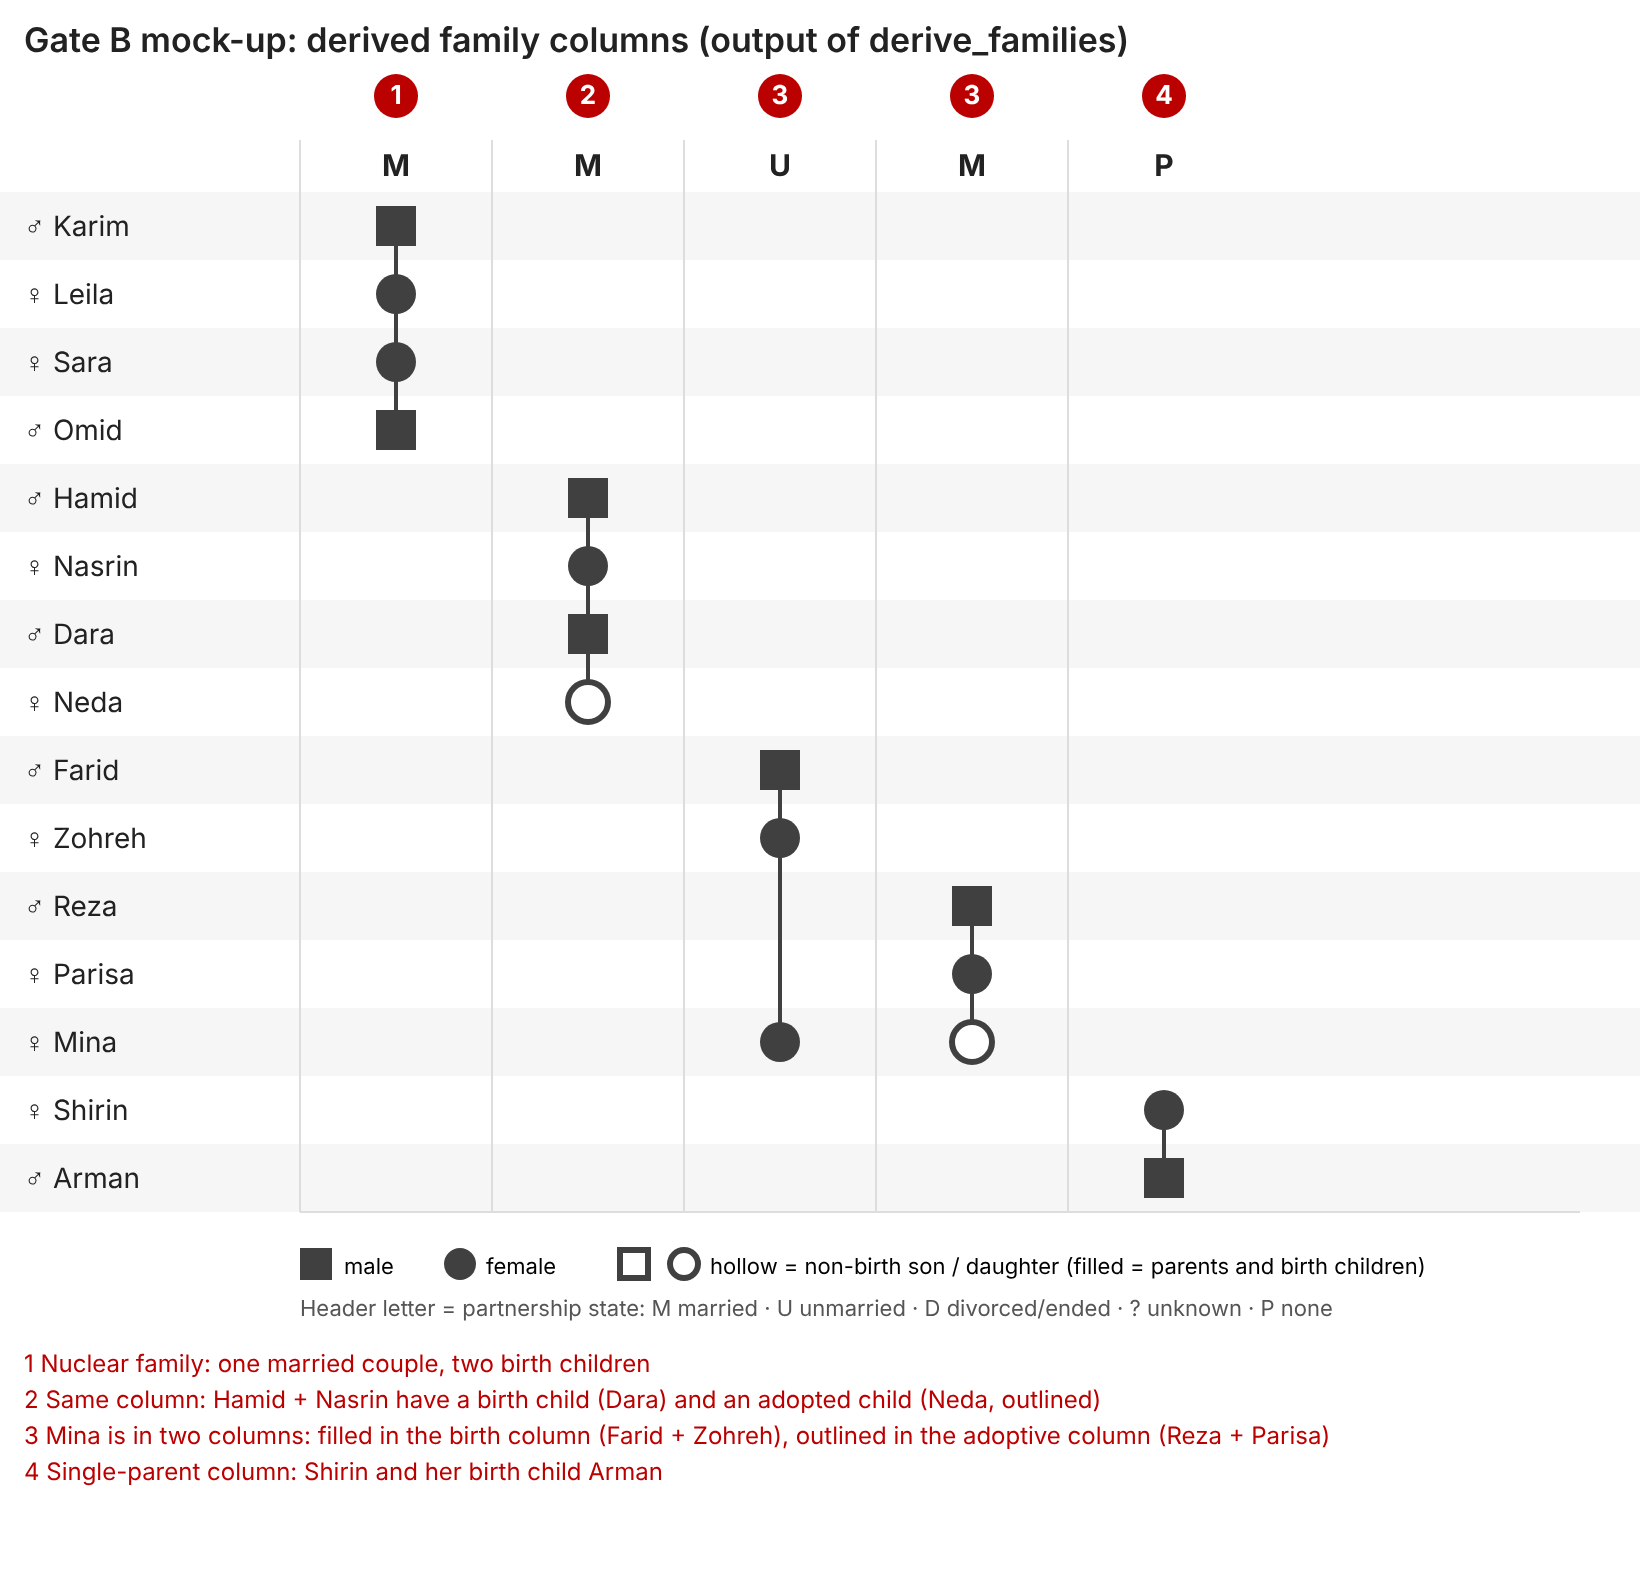 Gate B mock-up: derived family columns (output of derive_families)
1 2 3 3 4
M M U M P
♂ Karim
♀ Leila
♀ Sara
♂ Omid
♂ Hamid
♀ Nasrin
♂ Dara
♀ Neda
♂ Farid
♀ Zohreh
♂ Reza
♀ Parisa
♀ Mina
♀ Shirin
♂ Arman
male female hollow = non-birth son / daughter (filled = parents and birth children)
Header letter = partnership state: M married · U unmarried · D divorced/ended · ? unknown · P none
1 Nuclear family: one married couple, two birth children
2 Same column: Hamid + Nasrin have a birth child (Dara) and an adopted child (Neda, outlined)
3 Mina is in two columns: filled in the birth column (Farid + Zohreh), outlined in the adoptive column (Reza + Parisa)
4 Single-parent column: Shirin and her birth child Arman